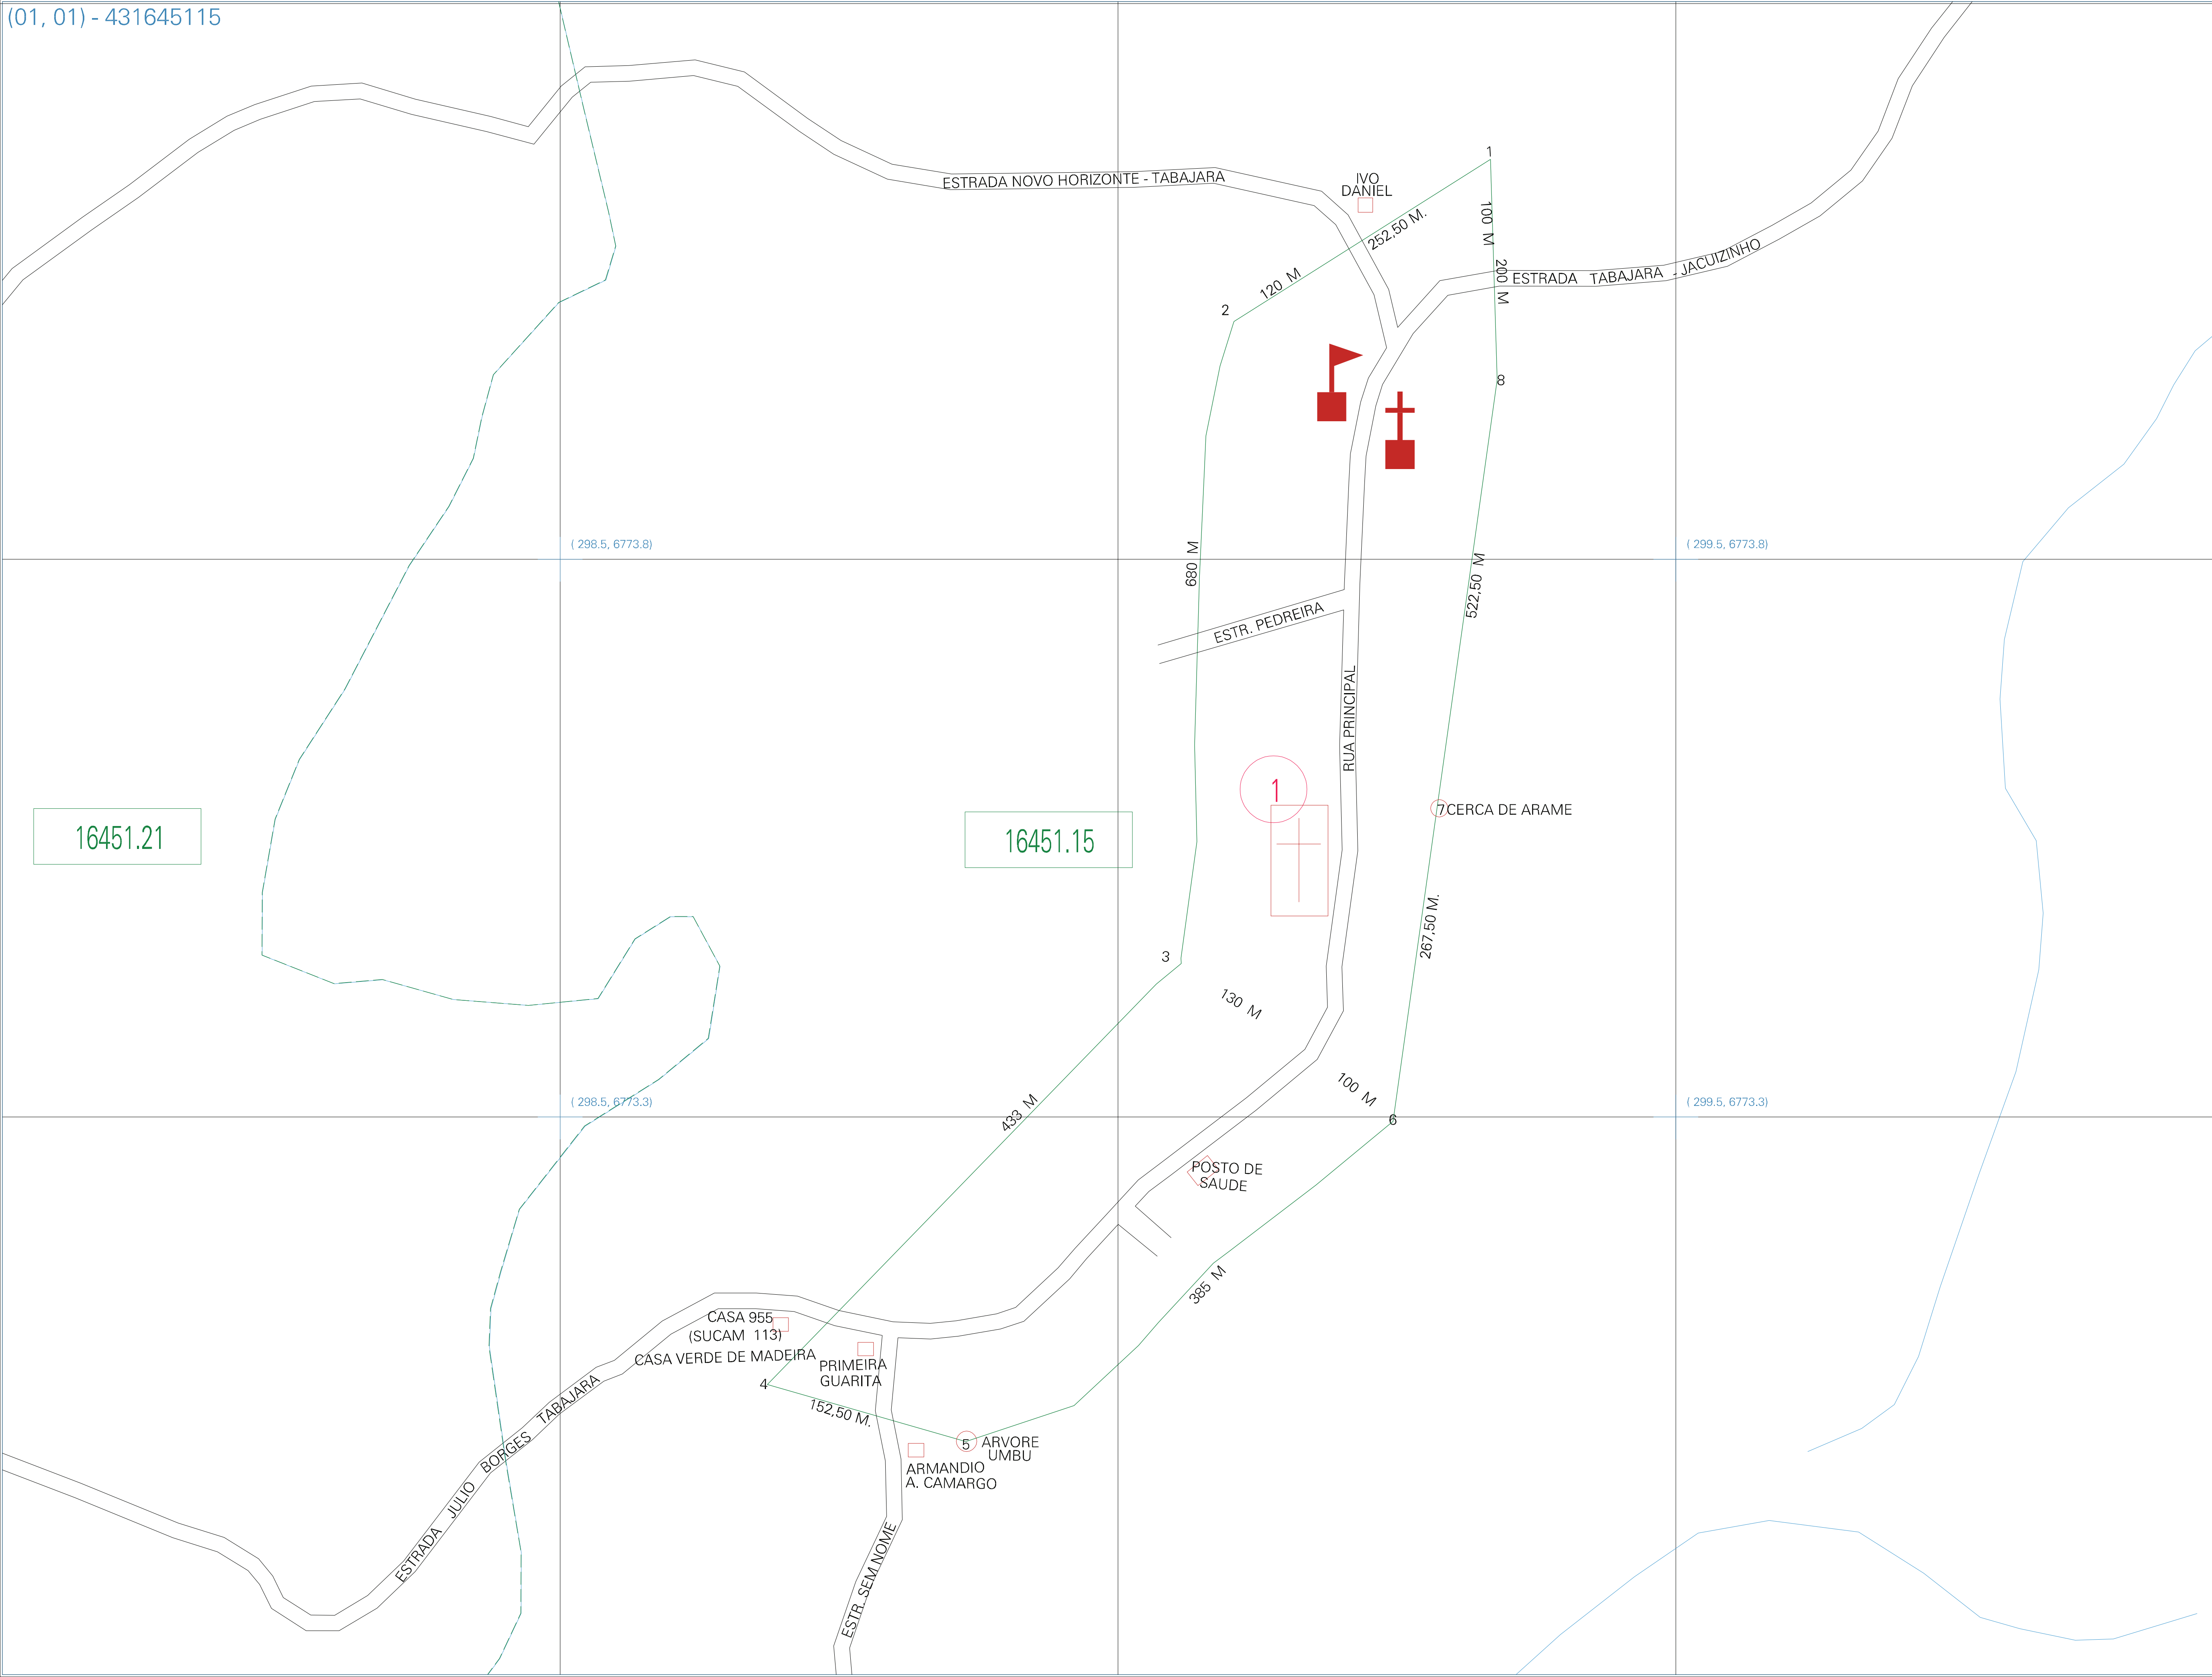 (01, 01) - 431645115
1
IVO
DANIEL
ESTRADA NOVO HORIZONTE - TABAJARA
252,50 M.
100 M
200 M
ESTRADA TABAJARA - JACUIZINHO
120 M
2
8
( 298.5, 6773.8)
( 299.5, 6773.8)
680 M
522,50 M
ESTR. PEDREIRA
RUA PRINCIPAL
1
7 CERCA DE ARAME
16451.21
16451.15
267,50 M.
3
130 M
100 M
433 M
( 298.5, 6773.3)
( 299.5, 6773.3)
6
POSTO DE
SAUDE
385 M
CASA 955
(SUCAM 113)
CASA VERDE DE MADEIRA
PRIMEIRA
GUARITA
4
152,50 M.
ESTRADA JULIO BORGES TABAJARA
5
ARVORE
UMBU
ARMANDIO
A. CAMARGO
ESTR. SEM NOME